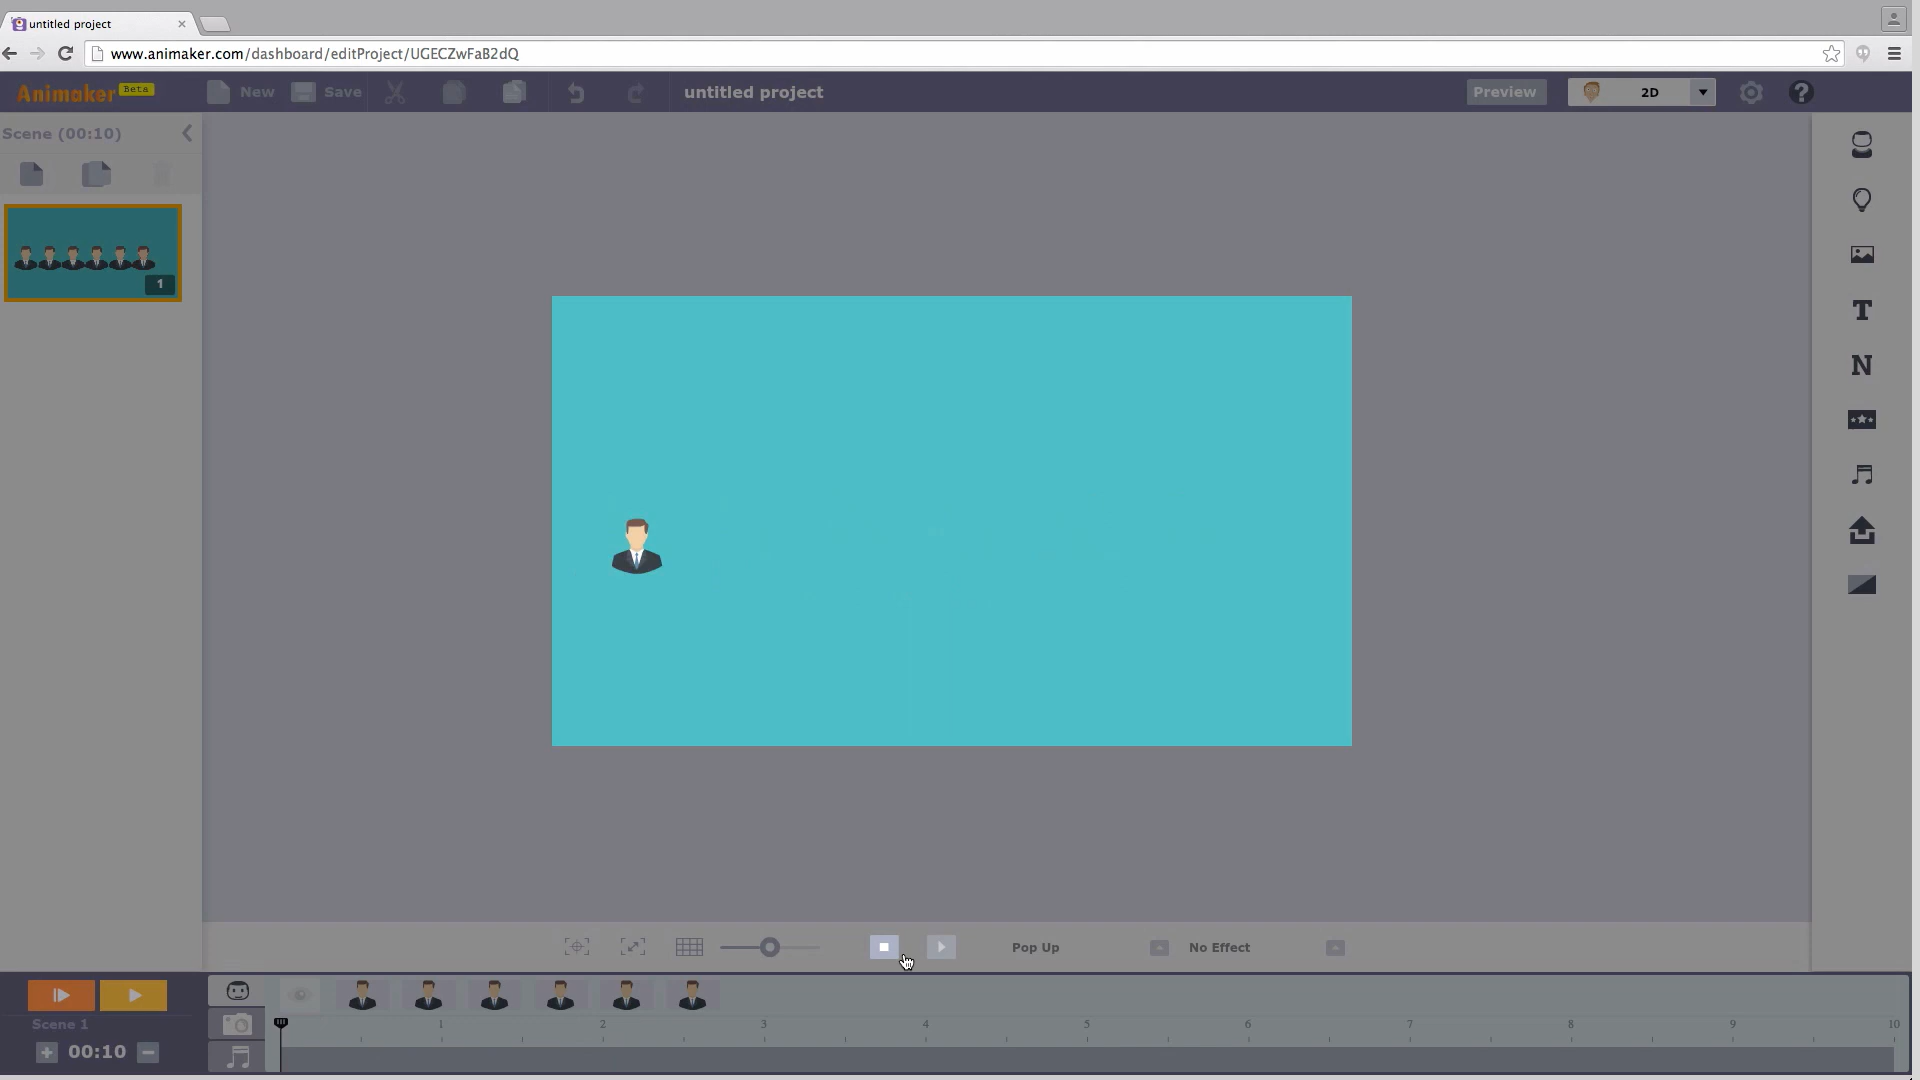 untitled project
www.animaker.com/dashboard/editProject/UGECZwFaB2dQ
Animaker Beta
New
Save
untitled project
Preview
2D
?
Scene (00:10)
1
T
N
Pop Up
No Effect
Scene 1
00:10
1 2 3 4 5 6 7 8 9 10